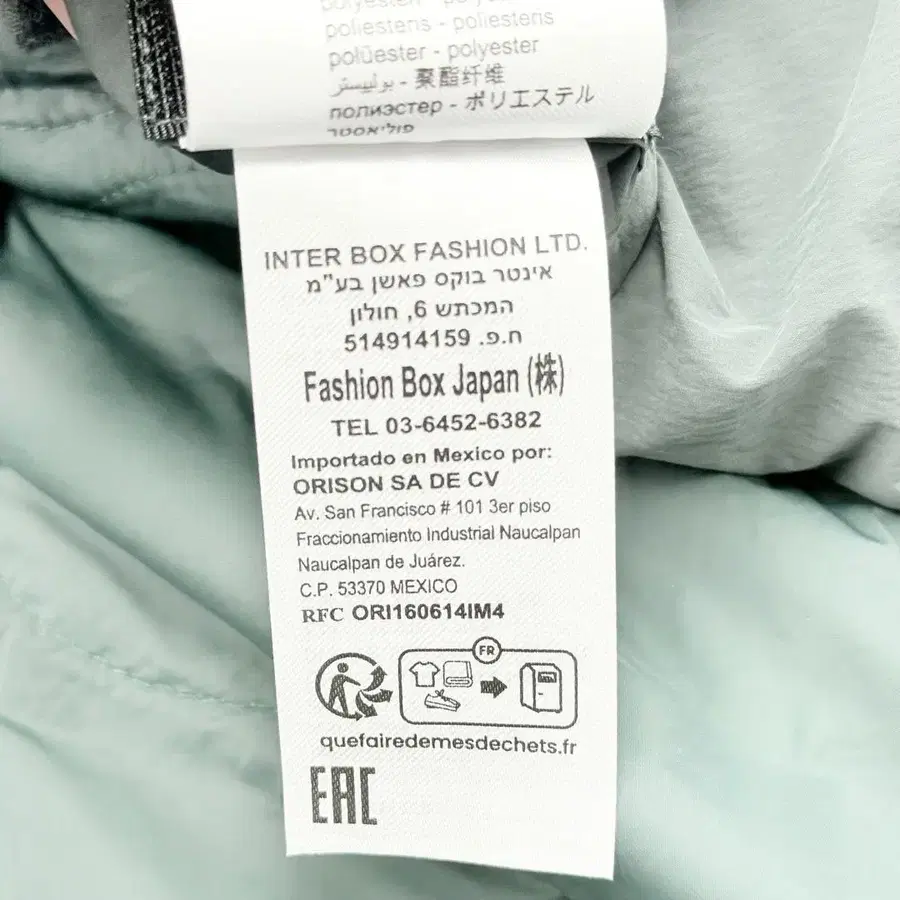 polyester - polyester
poliestens - poliestens
polüester - polyester
بوليستر - 聚酯纤维
полиэстер - ポリエステル
פוליאסטר
INTER BOX FASHION LTD.
אינטר בוקס פאשן בע"מ
המכתש 6, חולון
ח.פ. 514914159
Fashion Box Japan (株)
TEL 03-6452-6382
Importado en Mexico por:
ORISON SA DE CV
Av. San Francisco # 101 3er piso
Fraccionamiento Industrial Naucalpan
Naucalpan de Juárez.
C.P. 53370 MEXICO
RFC ORI160614IM4
FR
quefairedemesdechets.fr
EAC